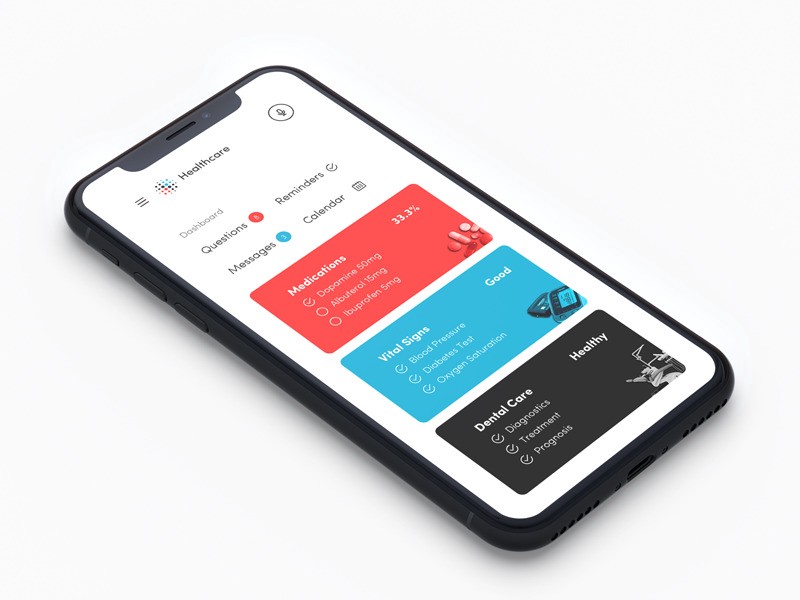 Healthcare
Dashboard
Questions 8
Reminders
Messages 3
Calendar
Medications 33.3%
Dopamine 50mg
Albuterol 15mg
Ibuprofen 5mg
Vital Signs Good
Blood Pressure
Diabetes Test
Oxygen Saturation
Dental Care Healthy
Diagnostics
Treatment
Prognosis